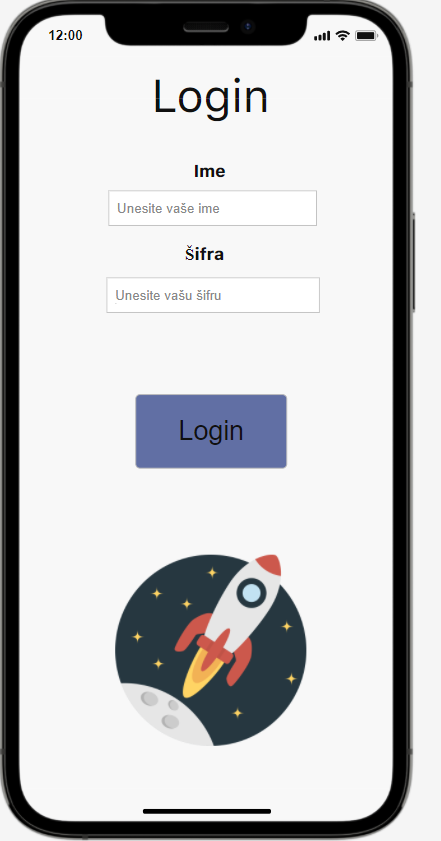 12:00
Login
Ime
Unesite vaše ime
Šifra
Unesite vašu šifru
Login